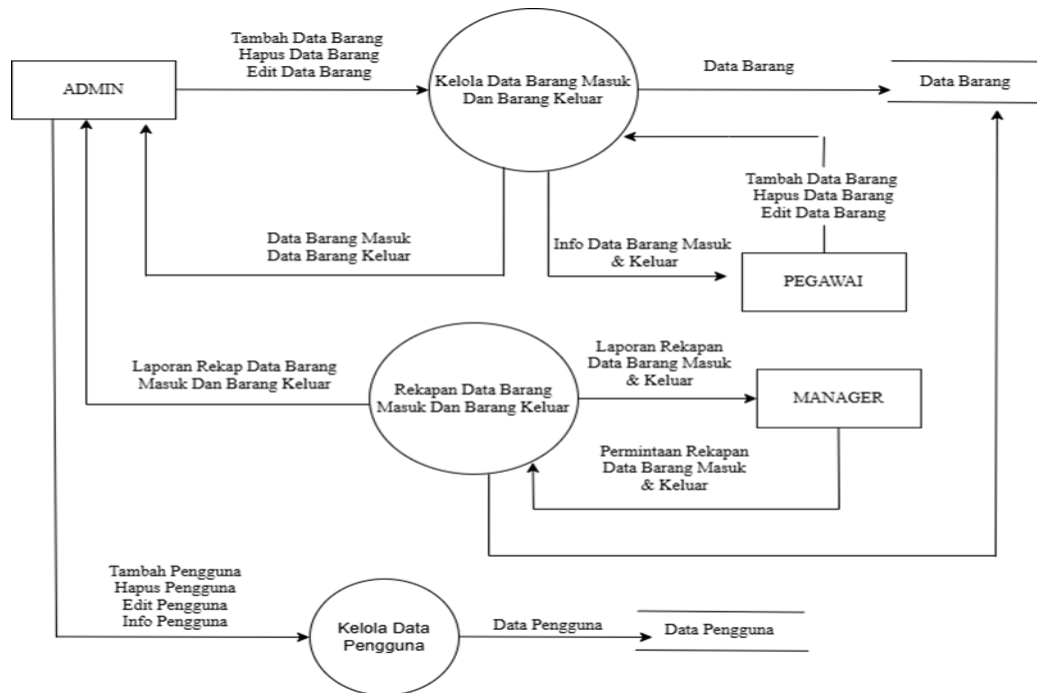 Tambah Data Barang
Hapus Data Barang
Edit Data Barang
ADMIN
Kelola Data Barang Masuk
Dan Barang Keluar
Data Barang
Data Barang
Tambah Data Barang
Hapus Data Barang
Edit Data Barang
Data Barang Masuk
Data Barang Keluar
Info Data Barang Masuk
& Keluar
PEGAWAI
Laporan Rekap Data Barang
Masuk Dan Barang Keluar
Rekapan Data Barang
Masuk Dan Barang Keluar
Laporan Rekapan
Data Barang Masuk
& Keluar
MANAGER
Permintaan Rekapan
Data Barang Masuk
& Keluar
Tambah Pengguna
Hapus Pengguna
Edit Pengguna
Info Pengguna
Kelola Data
Pengguna
Data Pengguna
Data Pengguna